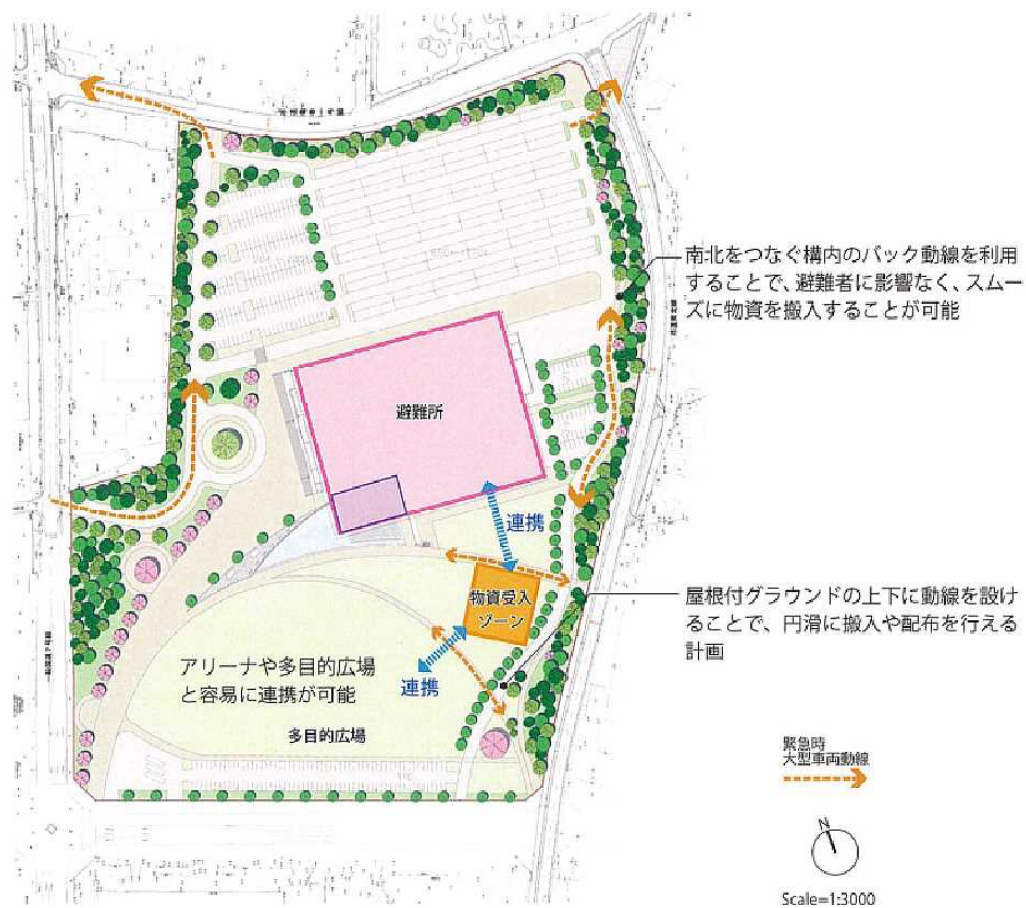 南北をつなぐ構内のバック動線を利用
することで、避難者に影響なく、スムー
ズに物資を搬入することが可能
避難所
連携
物資受入
ゾーン
屋根付グラウンドの上下に動線を設け
ることで、円滑に搬入や配布を行える
計画
アリーナや多目的広場
と容易に連携が可能
連携
多目的広場
緊急時
大型車両動線
N
Scale=1:3000